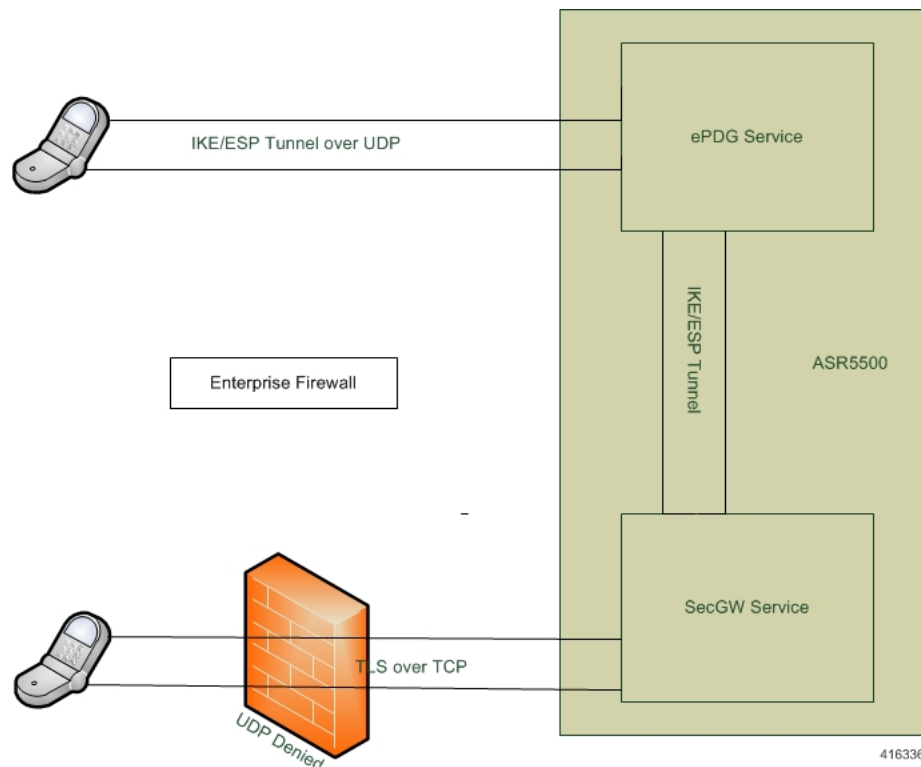 IKE/ESP Tunnel over UDP
ePDG Service
IKE/ESP Tunnel
ASR5500
Enterprise Firewall
SecGW Service
TLS over TCP
UDP Denied
416336